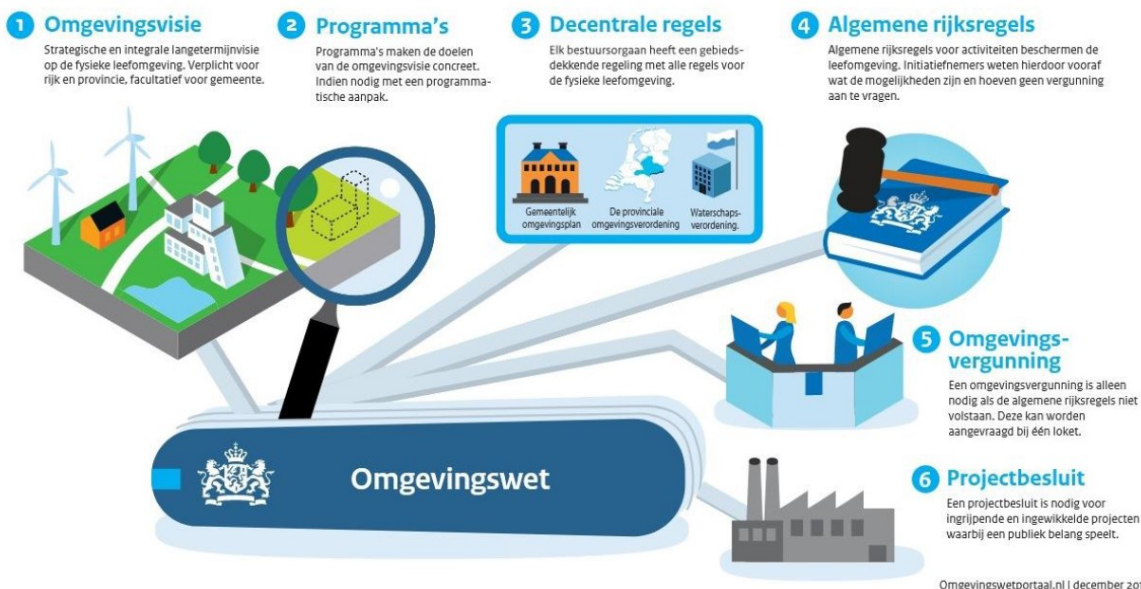 1 Omgevingsvisie
Strategische en integrale langetermijnvisie
op de fysieke leefomgeving. Verplicht voor
rijk en provincie, facultatief voor gemeente.
2 Programma's
Programma's maken de doelen
van de omgevingsvisie concreet.
Indien nodig met een programma-
tische aanpak.
3 Decentrale regels
Elk bestuursorgaan heeft een gebieds-
dekkende regeling met alle regels voor
de fysieke leefomgeving.
Gemeentelijk
omgevingsplan
De provinciale
omgevingsverordening
Waterschaps-
verordening.
4 Algemene rijksregels
Algemene rijksregels voor activiteiten beschermen de
leefomgeving. Initiatiefnemers weten hierdoor vooraf
wat de mogelijkheden zijn en hoeven geen vergunning
aan te vragen.
5 Omgevings-
vergunning
Een omgevingsvergunning is alleen
nodig als de algemene rijksregels niet
volstaan. Deze kan worden
aangevraagd bij één loket.
6 Projectbesluit
Een projectbesluit is nodig voor
ingrijpende en ingewikkelde projecten
waarbij een publiek belang speelt.
Omgevingswet
Omgevingswetportaal.nl | december